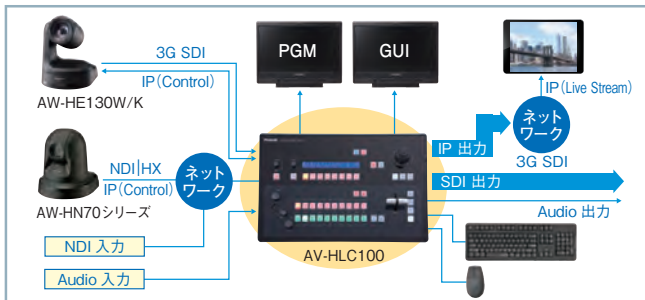 3G SDI
IP(Control)
AW-HE130W/K
PGM
GUI
IP(Live Stream)
ネット
ワーク
3G SDI
NDI|HX
IP(Control)
AW-HN70シリーズ
ネット
ワーク
IP 出力
SDI 出力
Audio 出力
NDI 入力
Audio 入力
AV-HLC100